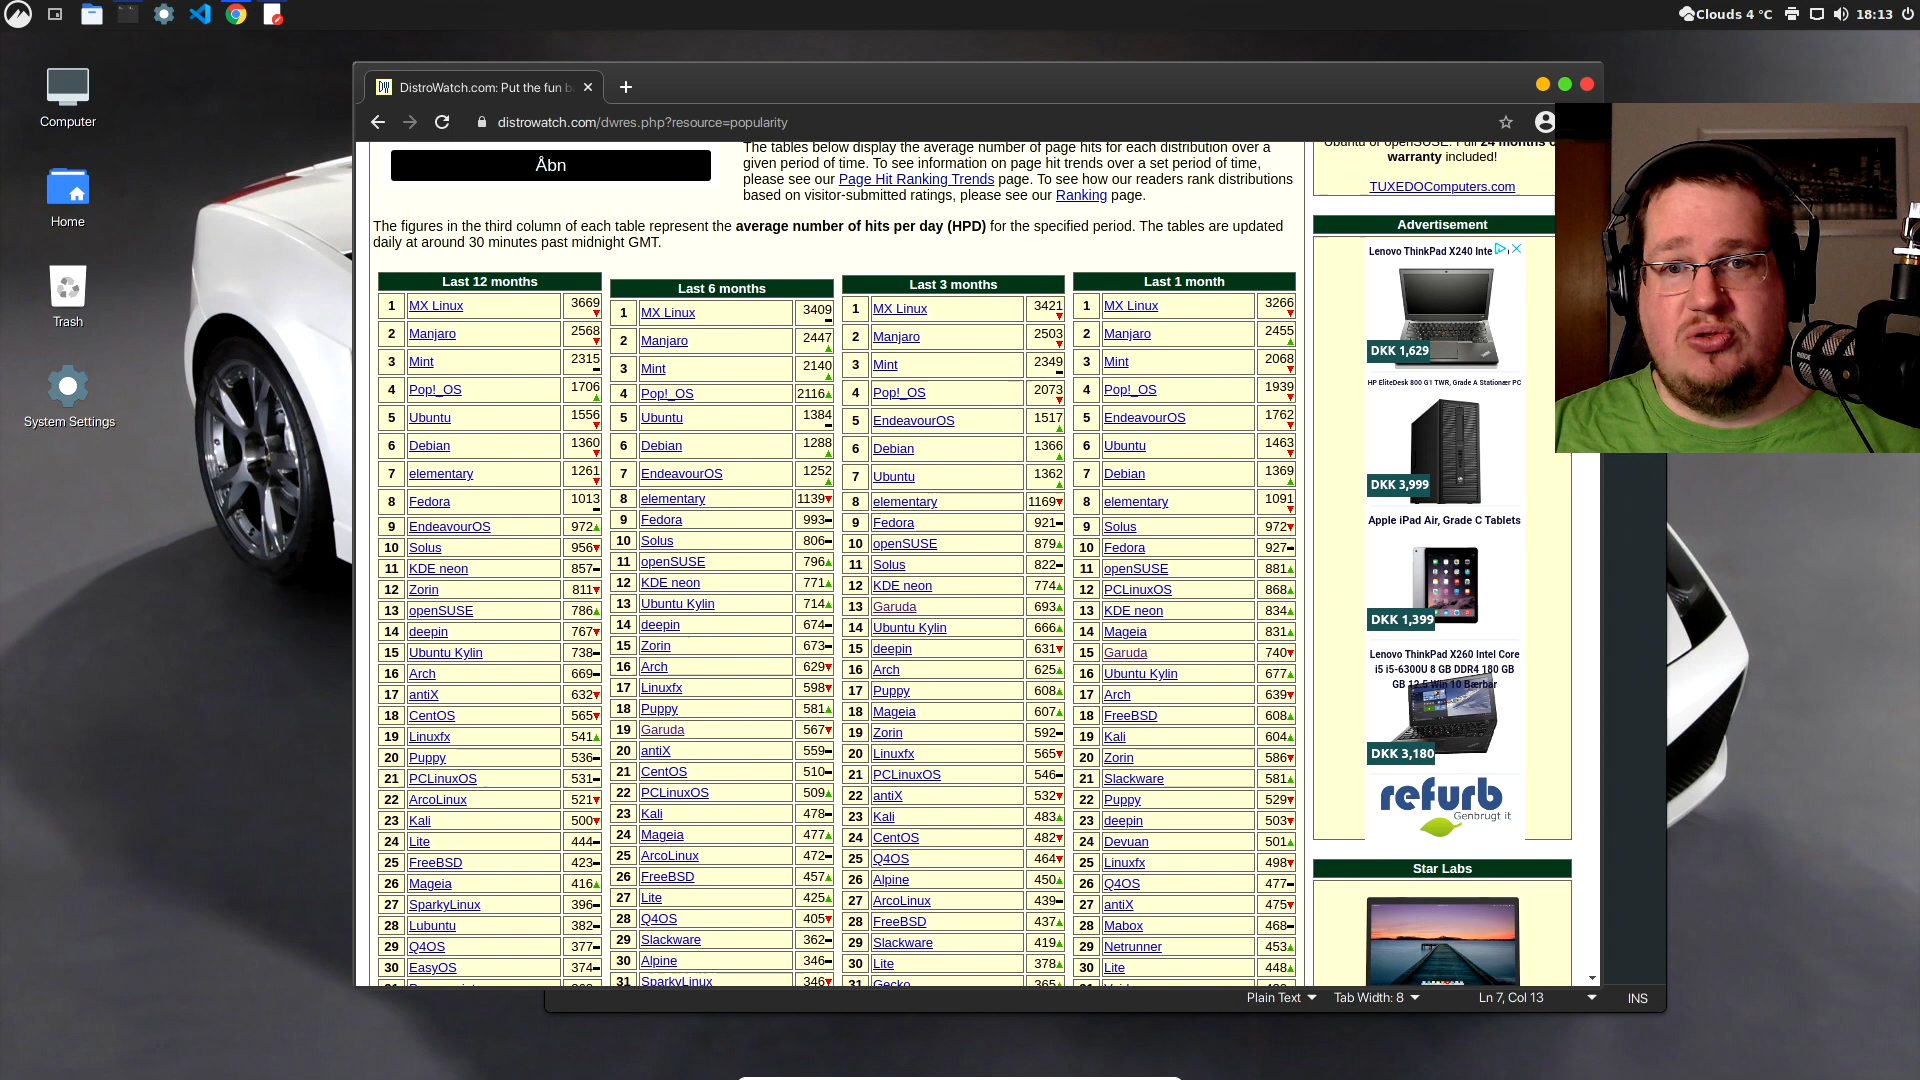 Clouds 4 °C 18:13
Computer
Home
Trash
System Settings
DW DistroWatch.com: Put the fun b
distrowatch.com/dwres.php?resource=popularity
Åbn
The tables below display the average number of page hits for each distribution over a
given period of time. To see information on page hit trends over a set period of time,
please see our Page Hit Ranking Trends page. To see how our readers rank distributions
based on visitor-submitted ratings, please see our Ranking page.
The figures in the third column of each table represent the average number of hits per day (HPD) for the specified period. The tables are updated
daily at around 30 minutes past midnight GMT.
Last 12 months
1 MX Linux 3669
2 Manjaro 2568
3 Mint 2315
4 Pop!_OS 1706
5 Ubuntu 1556
6 Debian 1360
7 elementary 1261
8 Fedora 1013
9 EndeavourOS 972
10 Solus 956
11 KDE neon 857
12 Zorin 811
13 openSUSE 786
14 deepin 767
15 Ubuntu Kylin 738
16 Arch 669
17 antiX 632
18 CentOS 565
19 Linuxfx 541
20 Puppy 536
21 PCLinuxOS 531
22 ArcoLinux 521
23 Kali 500
24 Lite 444
25 FreeBSD 423
26 Mageia 416
27 SparkyLinux 396
28 Lubuntu 382
29 Q4OS 377
30 EasyOS 374
Last 6 months
1 MX Linux 3409
2 Manjaro 2447
3 Mint 2140
4 Pop!_OS 2116
5 Ubuntu 1384
6 Debian 1288
7 EndeavourOS 1252
8 elementary 1139
9 Fedora 993
10 Solus 806
11 openSUSE 796
12 KDE neon 771
13 Ubuntu Kylin 714
14 deepin 674
15 Zorin 673
16 Arch 629
17 Linuxfx 598
18 Puppy 581
19 Garuda 567
20 antiX 559
21 CentOS 510
22 PCLinuxOS 509
23 Kali 478
24 Mageia 477
25 ArcoLinux 472
26 FreeBSD 457
27 Lite 425
28 Q4OS 405
29 Slackware 362
30 Alpine 346
31 SparkyLinux 346
Last 3 months
1 MX Linux 3421
2 Manjaro 2503
3 Mint 2349
4 Pop!_OS 2073
5 EndeavourOS 1517
6 Debian 1366
7 Ubuntu 1362
8 elementary 1169
9 Fedora 921
10 openSUSE 879
11 Solus 822
12 KDE neon 774
13 Garuda 693
14 Ubuntu Kylin 666
15 deepin 631
16 Arch 625
17 Puppy 608
18 Mageia 607
19 Zorin 592
20 Linuxfx 565
21 PCLinuxOS 546
22 antiX 532
23 Kali 483
24 CentOS 482
25 Q4OS 464
26 Alpine 450
27 ArcoLinux 439
28 FreeBSD 437
29 Slackware 419
30 Lite 378
31 Gecko 365
Last 1 month
1 MX Linux 3266
2 Manjaro 2455
3 Mint 2068
4 Pop!_OS 1939
5 EndeavourOS 1762
6 Ubuntu 1463
7 Debian 1369
8 elementary 1091
9 Solus 972
10 Fedora 927
11 openSUSE 881
12 PCLinuxOS 868
13 KDE neon 834
14 Mageia 831
15 Garuda 740
16 Ubuntu Kylin 677
17 Arch 639
18 FreeBSD 608
19 Kali 604
20 Zorin 586
21 Slackware 581
22 Puppy 529
23 deepin 503
24 Devuan 501
25 Linuxfx 498
26 Q4OS 477
27 antiX 475
28 Mabox 468
29 Netrunner 453
30 Lite 448
Ubuntu or openSUSE. Full 24 months o
warranty included!
TUXEDOComputers.com
Advertisement
Lenovo ThinkPad X240 Inte
DKK 1,629
HP EliteDesk 800 G1 TWR, Grade A Stationær PC
DKK 3,999
Apple iPad Air, Grade C Tablets
DKK 1,399
Lenovo ThinkPad X260 Intel Core
i5 i5-6300U 8 GB DDR4 180 GB
GB 12.5 Win 10 Bærbar
DKK 3,180
refurb
Genbrugt it
Star Labs
RØDE
Plain Text Tab Width: 8 Ln 7, Col 13 INS